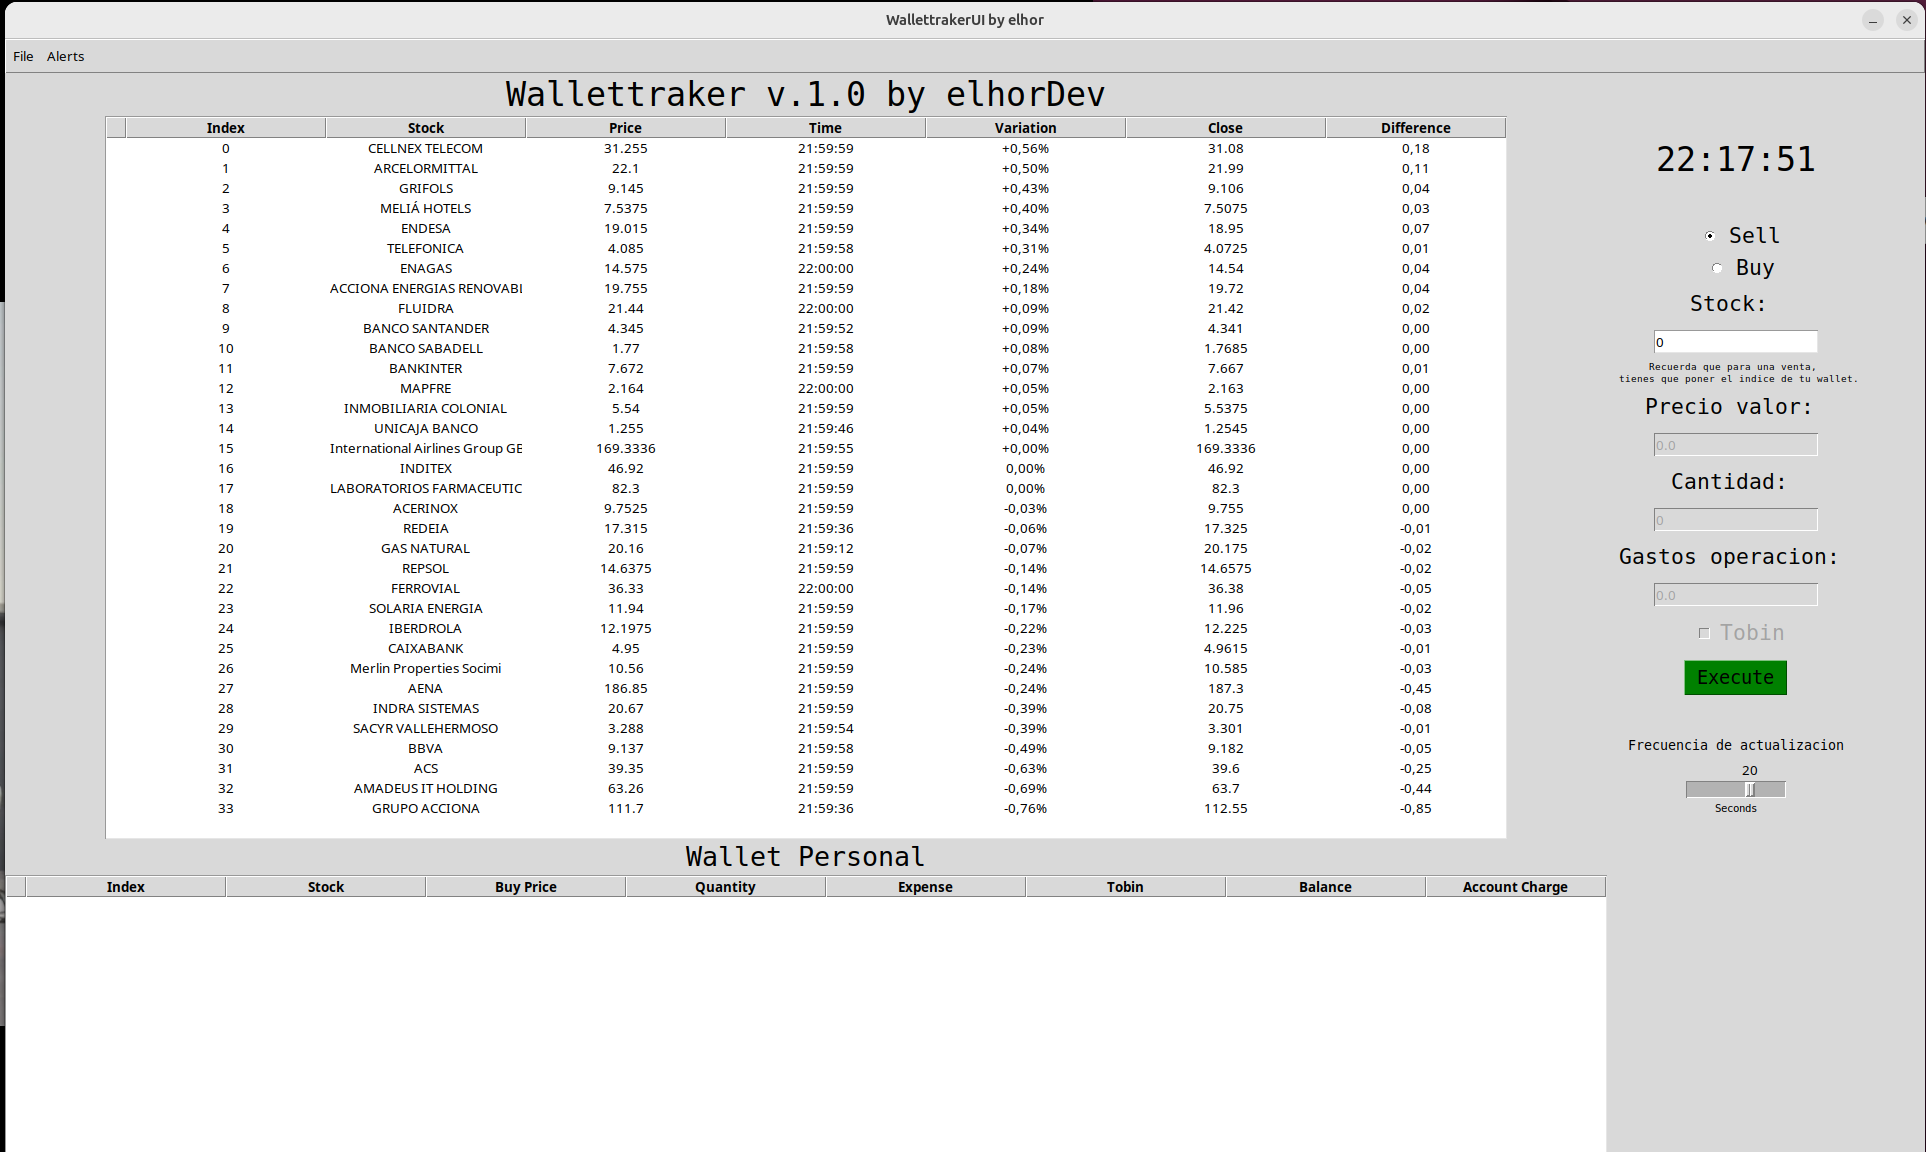 WallettrakerUI by elhor
File Alerts
Wallettraker v.1.0 by elhorDev
Index Stock Price Time Variation Close Difference
0 CELLNEX TELECOM 31.255 21:59:59 +0,56% 31.08 0,18
1 ARCELORMITTAL 22.1 21:59:59 +0,50% 21.99 0,11
2 GRIFOLS 9.145 21:59:59 +0,43% 9.106 0,04
3 MELIÁ HOTELS 7.5375 21:59:59 +0,40% 7.5075 0,03
4 ENDESA 19.015 21:59:59 +0,34% 18.95 0,07
5 TELEFONICA 4.085 21:59:58 +0,31% 4.0725 0,01
6 ENAGAS 14.575 22:00:00 +0,24% 14.54 0,04
7 ACCIONA ENERGIAS RENOVABL 19.755 21:59:59 +0,18% 19.72 0,04
8 FLUIDRA 21.44 22:00:00 +0,09% 21.42 0,02
9 BANCO SANTANDER 4.345 21:59:52 +0,09% 4.341 0,00
10 BANCO SABADELL 1.77 21:59:58 +0,08% 1.7685 0,00
11 BANKINTER 7.672 21:59:59 +0,07% 7.667 0,01
12 MAPFRE 2.164 22:00:00 +0,05% 2.163 0,00
13 INMOBILIARIA COLONIAL 5.54 21:59:59 +0,05% 5.5375 0,00
14 UNICAJA BANCO 1.255 21:59:46 +0,04% 1.2545 0,00
15 International Airlines Group GE 169.3336 21:59:55 +0,00% 169.3336 0,00
16 INDITEX 46.92 21:59:59 0,00% 46.92 0,00
17 LABORATORIOS FARMACEUTIC 82.3 21:59:59 0,00% 82.3 0,00
18 ACERINOX 9.7525 21:59:59 -0,03% 9.755 0,00
19 REDEIA 17.315 21:59:36 -0,06% 17.325 -0,01
20 GAS NATURAL 20.16 21:59:12 -0,07% 20.175 -0,02
21 REPSOL 14.6375 21:59:59 -0,14% 14.6575 -0,02
22 FERROVIAL 36.33 22:00:00 -0,14% 36.38 -0,05
23 SOLARIA ENERGIA 11.94 21:59:59 -0,17% 11.96 -0,02
24 IBERDROLA 12.1975 21:59:59 -0,22% 12.225 -0,03
25 CAIXABANK 4.95 21:59:59 -0,23% 4.9615 -0,01
26 Merlin Properties Socimi 10.56 21:59:59 -0,24% 10.585 -0,03
27 AENA 186.85 21:59:59 -0,24% 187.3 -0,45
28 INDRA SISTEMAS 20.67 21:59:59 -0,39% 20.75 -0,08
29 SACYR VALLEHERMOSO 3.288 21:59:54 -0,39% 3.301 -0,01
30 BBVA 9.137 21:59:58 -0,49% 9.182 -0,05
31 ACS 39.35 21:59:59 -0,63% 39.6 -0,25
32 AMADEUS IT HOLDING 63.26 21:59:59 -0,69% 63.7 -0,44
33 GRUPO ACCIONA 111.7 21:59:36 -0,76% 112.55 -0,85
22:17:51
Sell
Buy
Stock:
0
Recuerda que para una venta,
tienes que poner el indice de tu wallet.
Precio valor:
0.0
Cantidad:
0
Gastos operacion:
0.0
Tobin
Execute
Frecuencia de actualizacion
20
Seconds
Wallet Personal
Index Stock Buy Price Quantity Expense Tobin Balance Account Charge